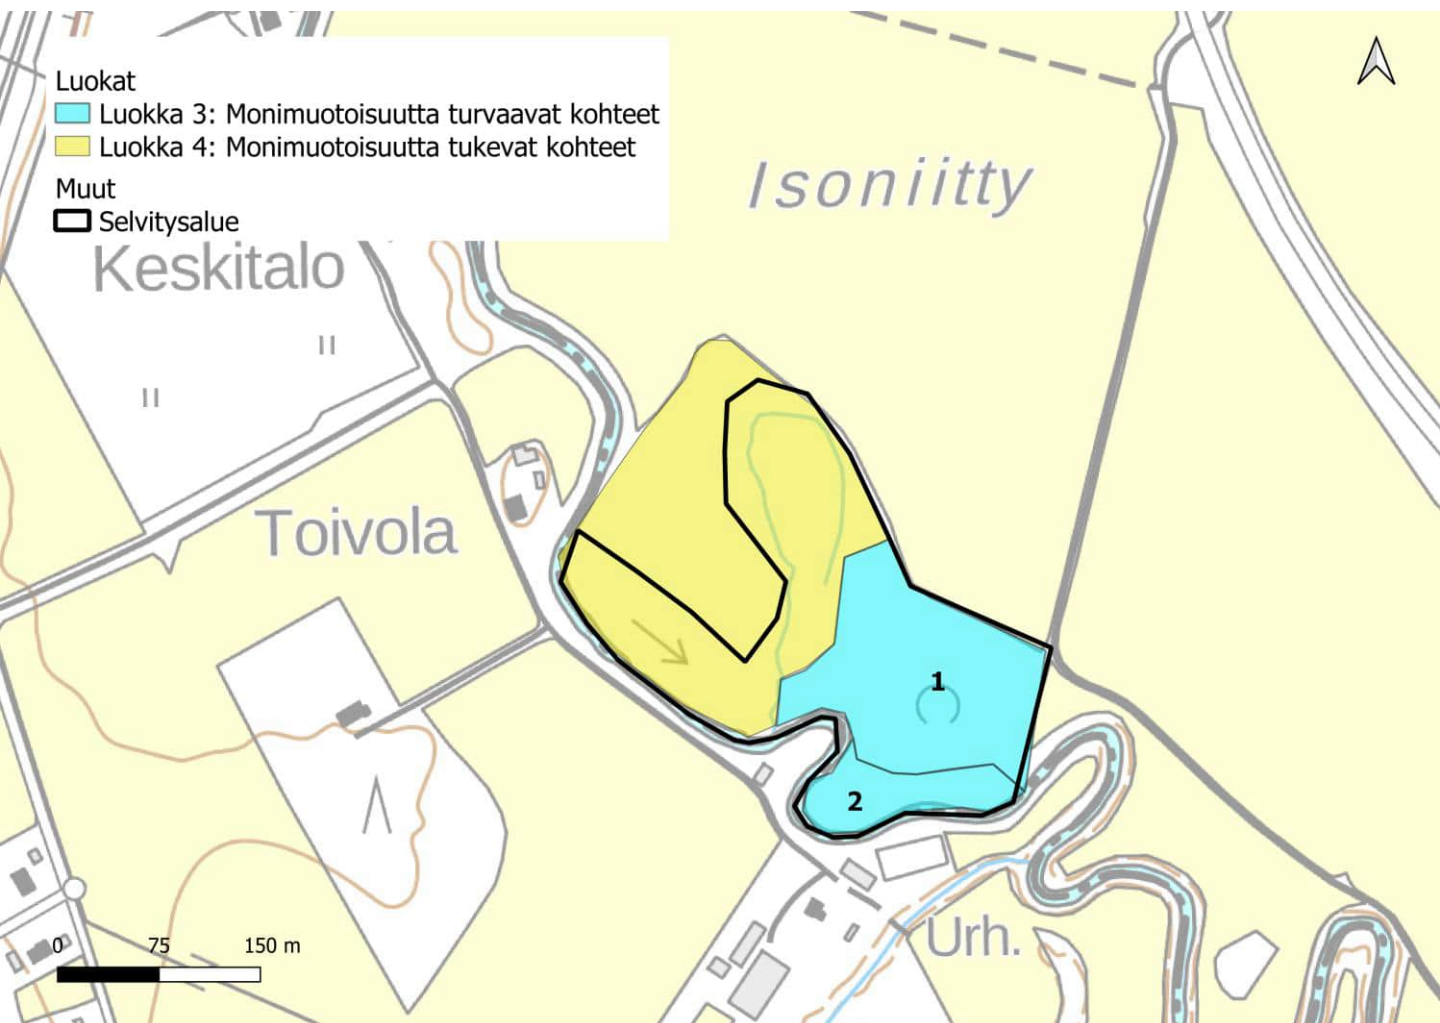 Luokat
Luokka 3: Monimuotoisuutta turvaavat kohteet
Luokka 4: Monimuotoisuutta tukevat kohteet
Muut
Selvitysalue
Isoniitty
Keskitalo
Toivola
1
2
Urh.
0 75 150 m